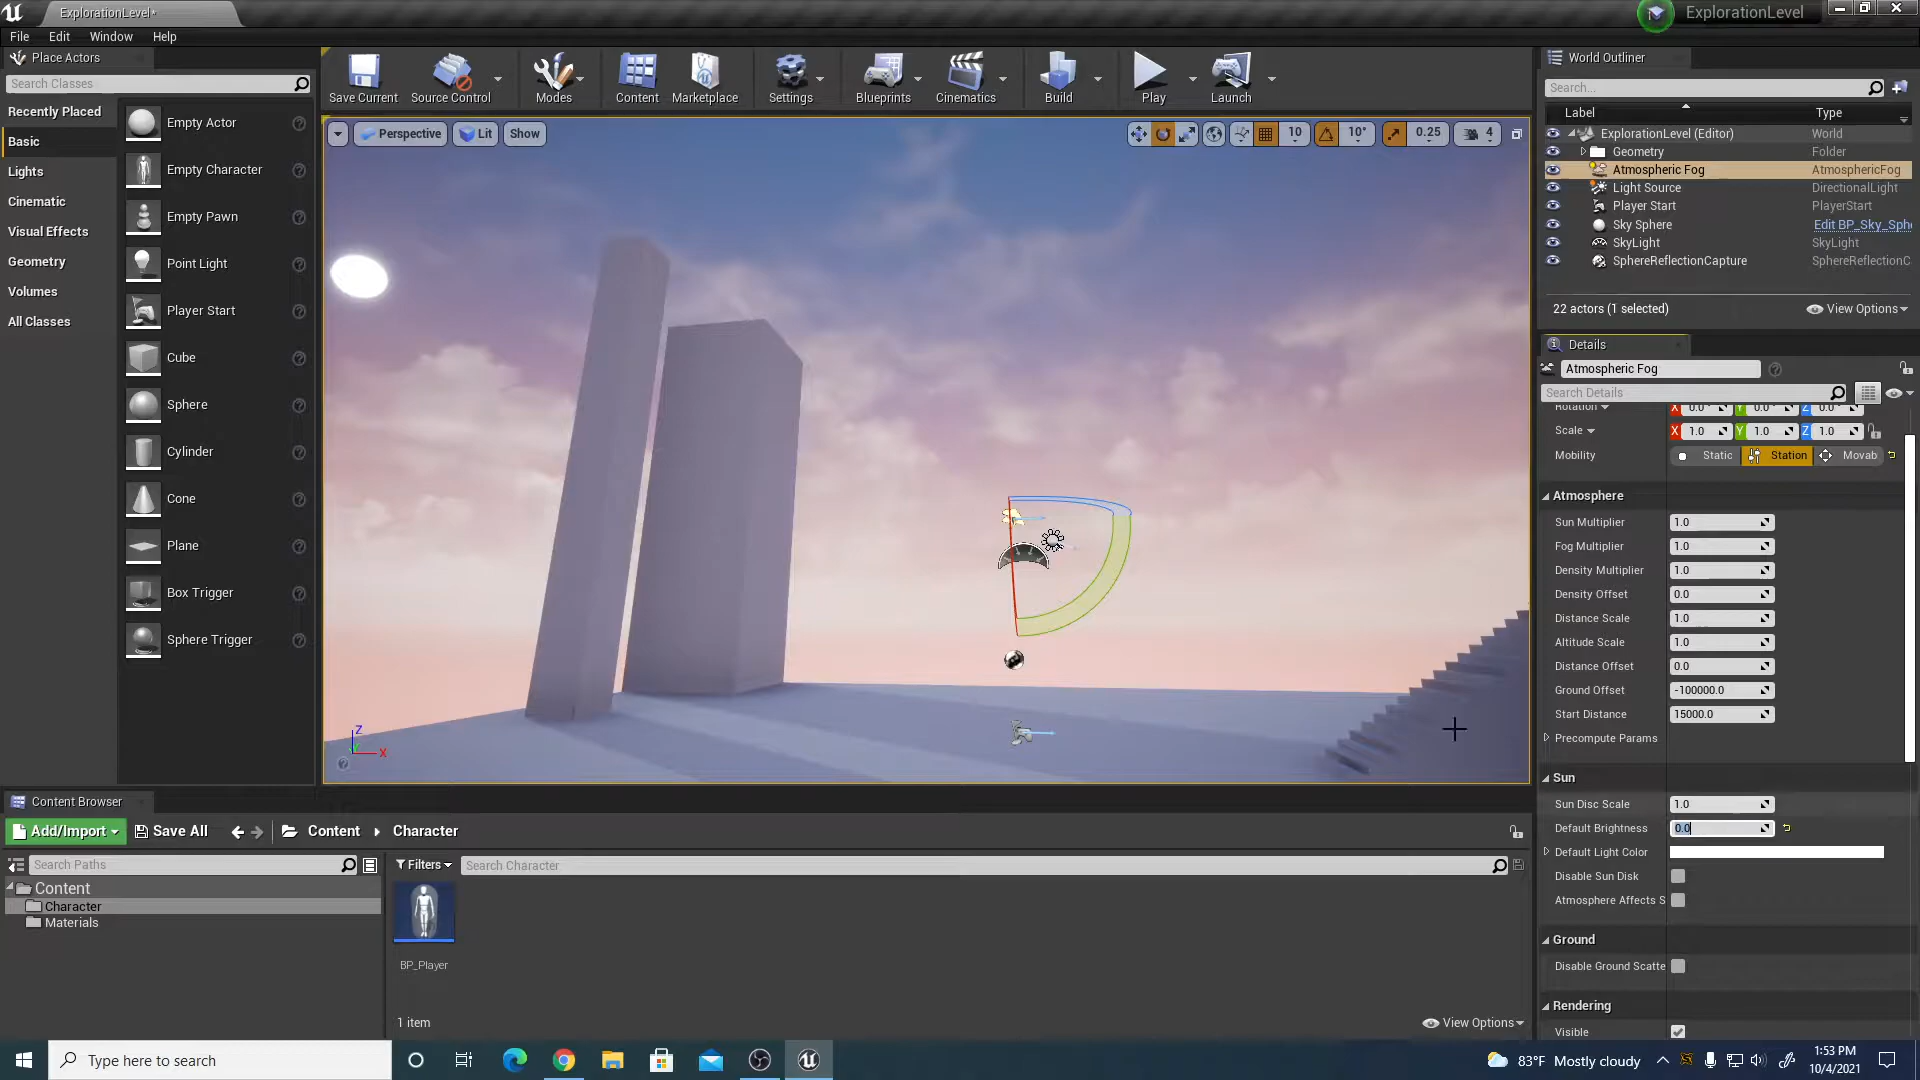 ExplorationLevel*
ExplorationLevel
File Edit Window Help
Place Actors
Search Classes
Recently Placed
Basic
Lights
Cinematic
Visual Effects
Geometry
Volumes
All Classes
Empty Actor
Empty Character
Empty Pawn
Point Light
Player Start
Cube
Sphere
Cylinder
Cone
Plane
Box Trigger
Sphere Trigger
Save Current
Source Control
Modes
Content
Marketplace
Settings
Blueprints
Cinematics
Build
Play
Launch
Perspective
Lit
Show
10
10°
0.25
4
Z
X
World Outliner
Search...
Label Type
ExplorationLevel (Editor) World
Geometry Folder
Atmospheric Fog AtmosphericFog
Light Source DirectionalLight
Player Start PlayerStart
Sky Sphere Edit BP_Sky_Sph
SkyLight SkyLight
SphereReflectionCapture SphereReflectionC
22 actors (1 selected) View Options
Details
Atmospheric Fog
Search Details
Rotation X 0.0° Y 0.0° Z 0.0°
Scale X 1.0 Y 1.0 Z 1.0
Mobility Static Station Movab
Atmosphere
Sun Multiplier 1.0
Fog Multiplier 1.0
Density Multiplier 1.0
Density Offset 0.0
Distance Scale 1.0
Altitude Scale 1.0
Distance Offset 0.0
Ground Offset -100000.0
Start Distance 15000.0
Precompute Params
Sun
Sun Disc Scale 1.0
Default Brightness 0.0
Default Light Color
Disable Sun Disk
Atmosphere Affects S
Ground
Disable Ground Scatte
Rendering
Visible
Content Browser
Add/Import Save All Content Character
Search Paths
Filters Search Character
Content
Character
Materials
BP_Player
1 item View Options
Type here to search
83°F Mostly cloudy
1:53 PM
10/4/2021